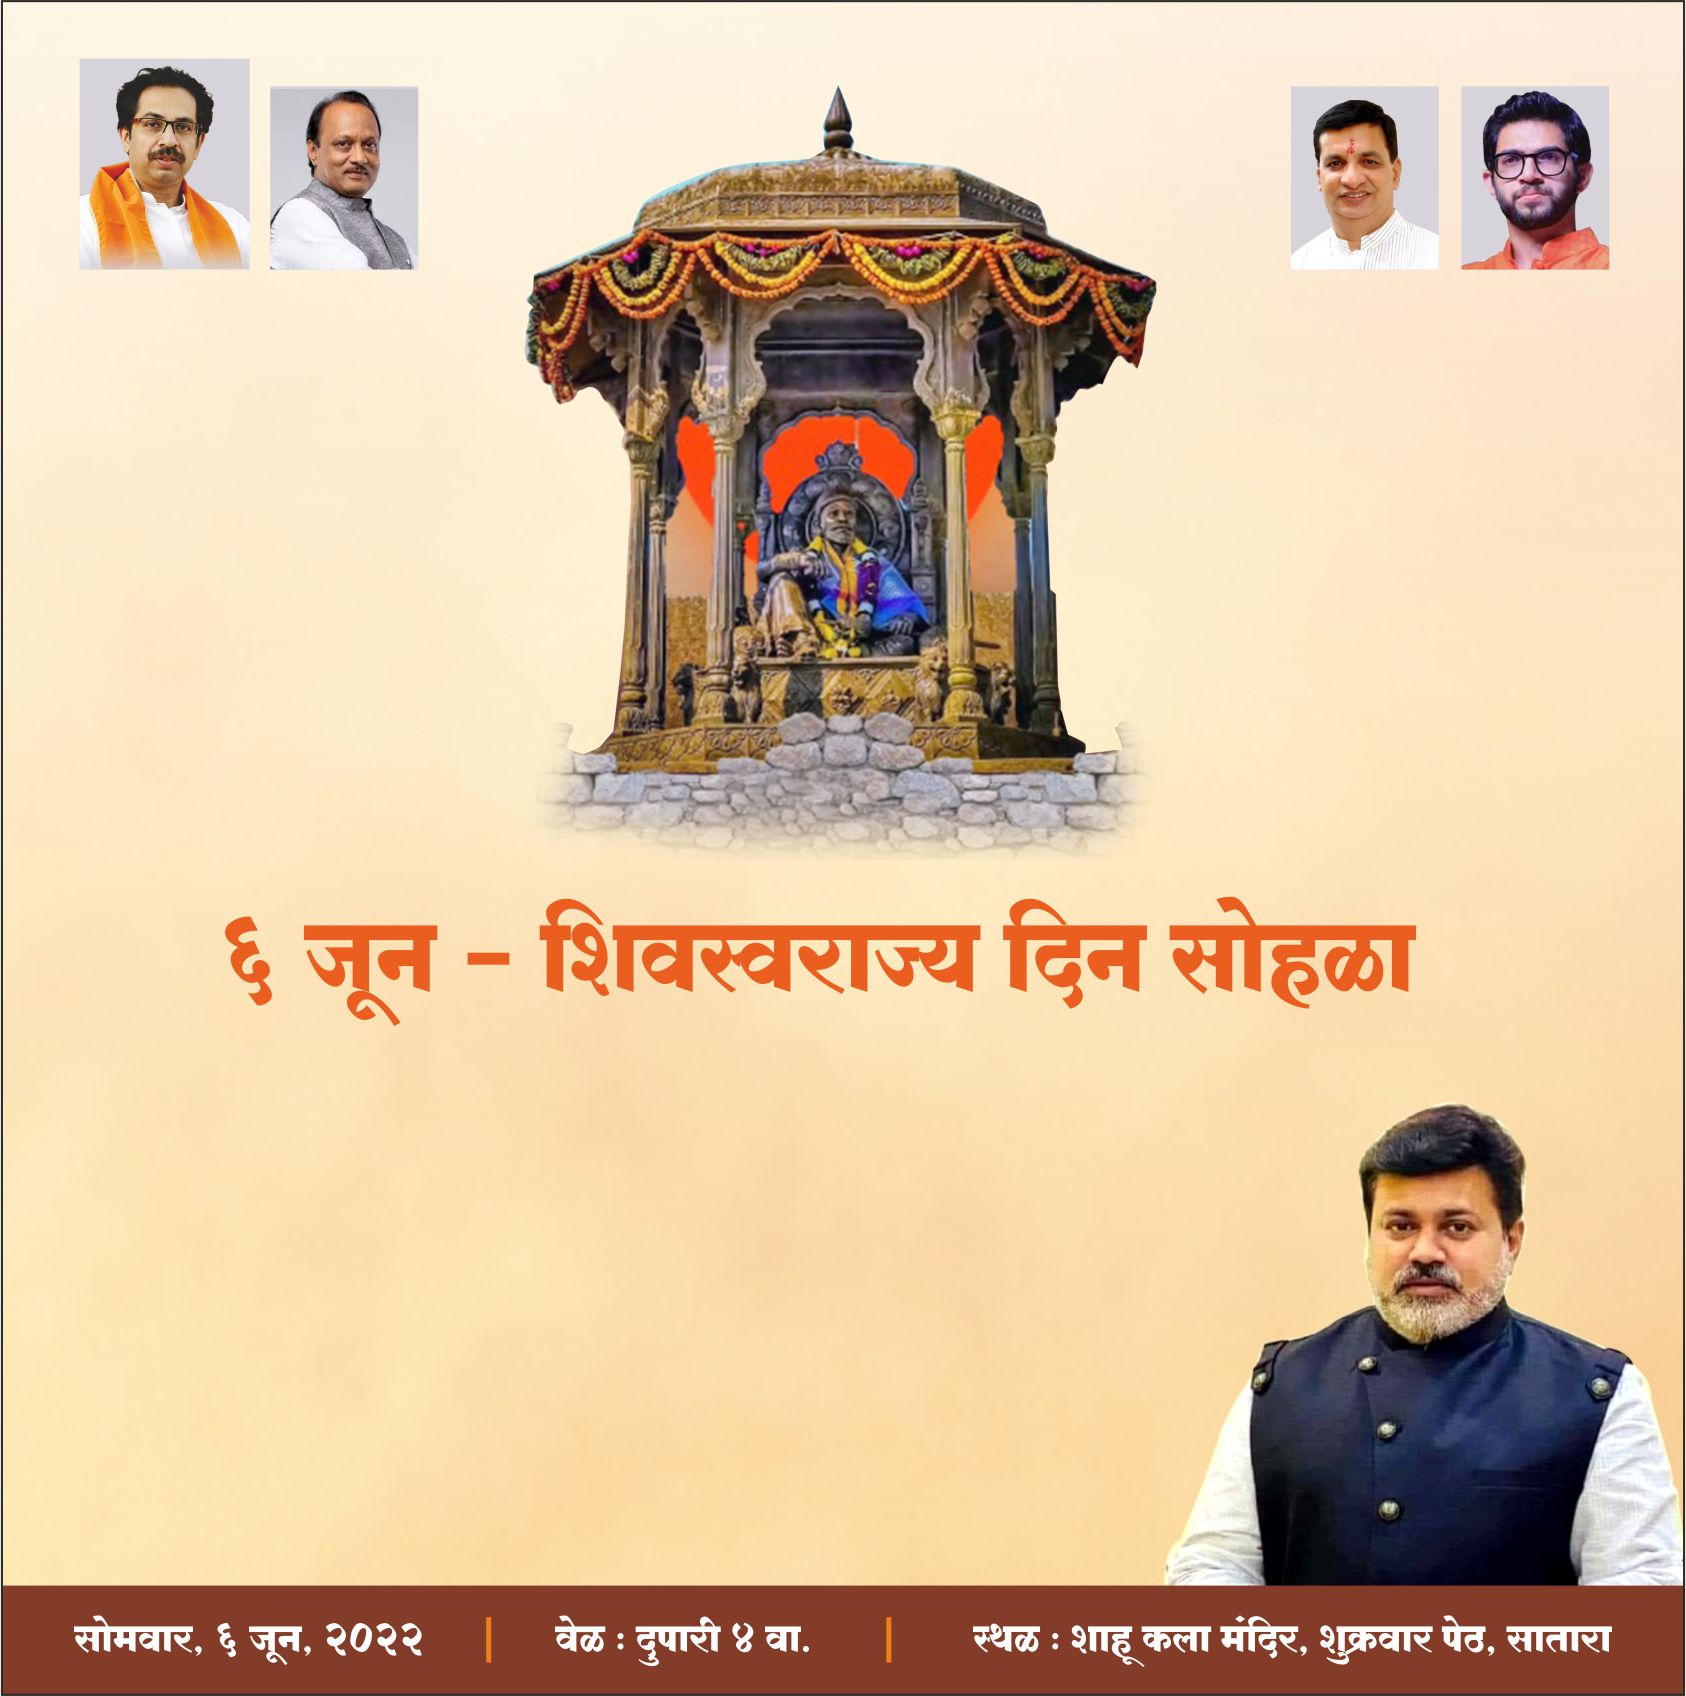 ६ जून - शिवस्वराज्य दिन सोहळा
सोमवार, ६ जून, २०२२ | वेळ : दुपारी ४ वा. | स्थळ : शाहू कला मंदिर, शुक्रवार पेठ, सातारा